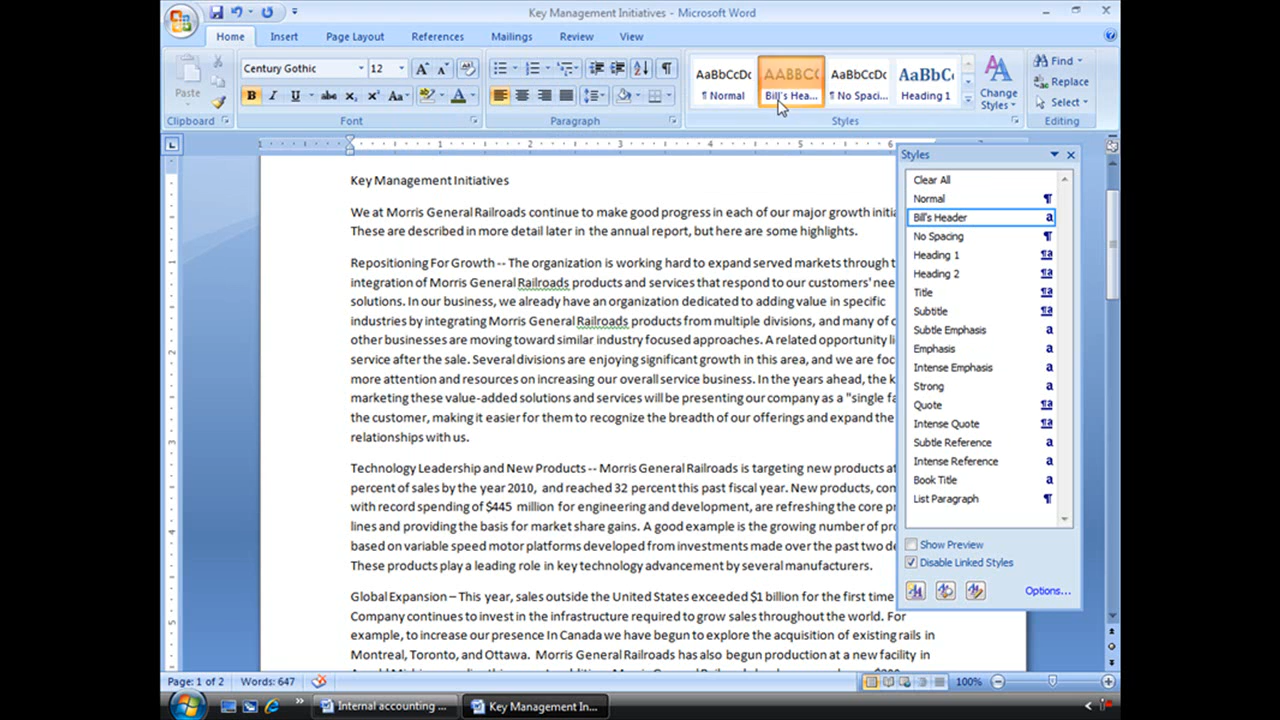 Key Management Initiatives - Microsoft Word
Home Insert Page Layout References Mailings Review View
Paste
Century Gothic 12
B I U abe X₂ X² Aa
Clipboard Font Paragraph Styles Editing
AaBbCcDc AABBC AaBbCcDc AaBbC
¶ Normal Bill's Hea... ¶ No Spaci... Heading 1
Change Styles
Find
Replace
Select
1 1 2 3 4 5 6
Key Management Initiatives
We at Morris General Railroads continue to make good progress in each of our major growth initia
These are described in more detail later in the annual report, but here are some highlights.
Repositioning For Growth -- The organization is working hard to expand served markets through t
integration of Morris General Railroads products and services that respond to our customers' nee
solutions. In our business, we already have an organization dedicated to adding value in specific
industries by integrating Morris General Railroads products from multiple divisions, and many of o
other businesses are moving toward similar industry focused approaches. A related opportunity li
service after the sale. Several divisions are enjoying significant growth in this area, and we are foc
more attention and resources on increasing our overall service business. In the years ahead, the k
marketing these value-added solutions and services will be presenting our company as a "single fa
the customer, making it easier for them to recognize the breadth of our offerings and expand the
relationships with us.
Technology Leadership and New Products -- Morris General Railroads is targeting new products at
percent of sales by the year 2010, and reached 32 percent this past fiscal year. New products, con
with record spending of $445 million for engineering and development, are refreshing the core pr
lines and providing the basis for market share gains. A good example is the growing number of pro
based on variable speed motor platforms developed from investments made over the past two de
These products play a leading role in key technology advancement by several manufacturers.
Global Expansion – This year, sales outside the United States exceeded $1 billion for the first time
Company continues to invest in the infrastructure required to grow sales throughout the world. For
example, to increase our presence In Canada we have begun to explore the acquisition of existing rails in
Montreal, Toronto, and Ottawa. Morris General Railroads has also begun production at a new facility in
Styles
Clear All
Normal ¶
Bill's Header a
No Spacing ¶
Heading 1 ¶a
Heading 2 ¶a
Title ¶a
Subtitle ¶a
Subtle Emphasis a
Emphasis a
Intense Emphasis a
Strong a
Quote ¶a
Intense Quote ¶a
Subtle Reference a
Intense Reference a
Book Title a
List Paragraph ¶
Show Preview
Disable Linked Styles
Options...
Page: 1 of 2 Words: 647 100%
Internal accounting ... Key Management In...